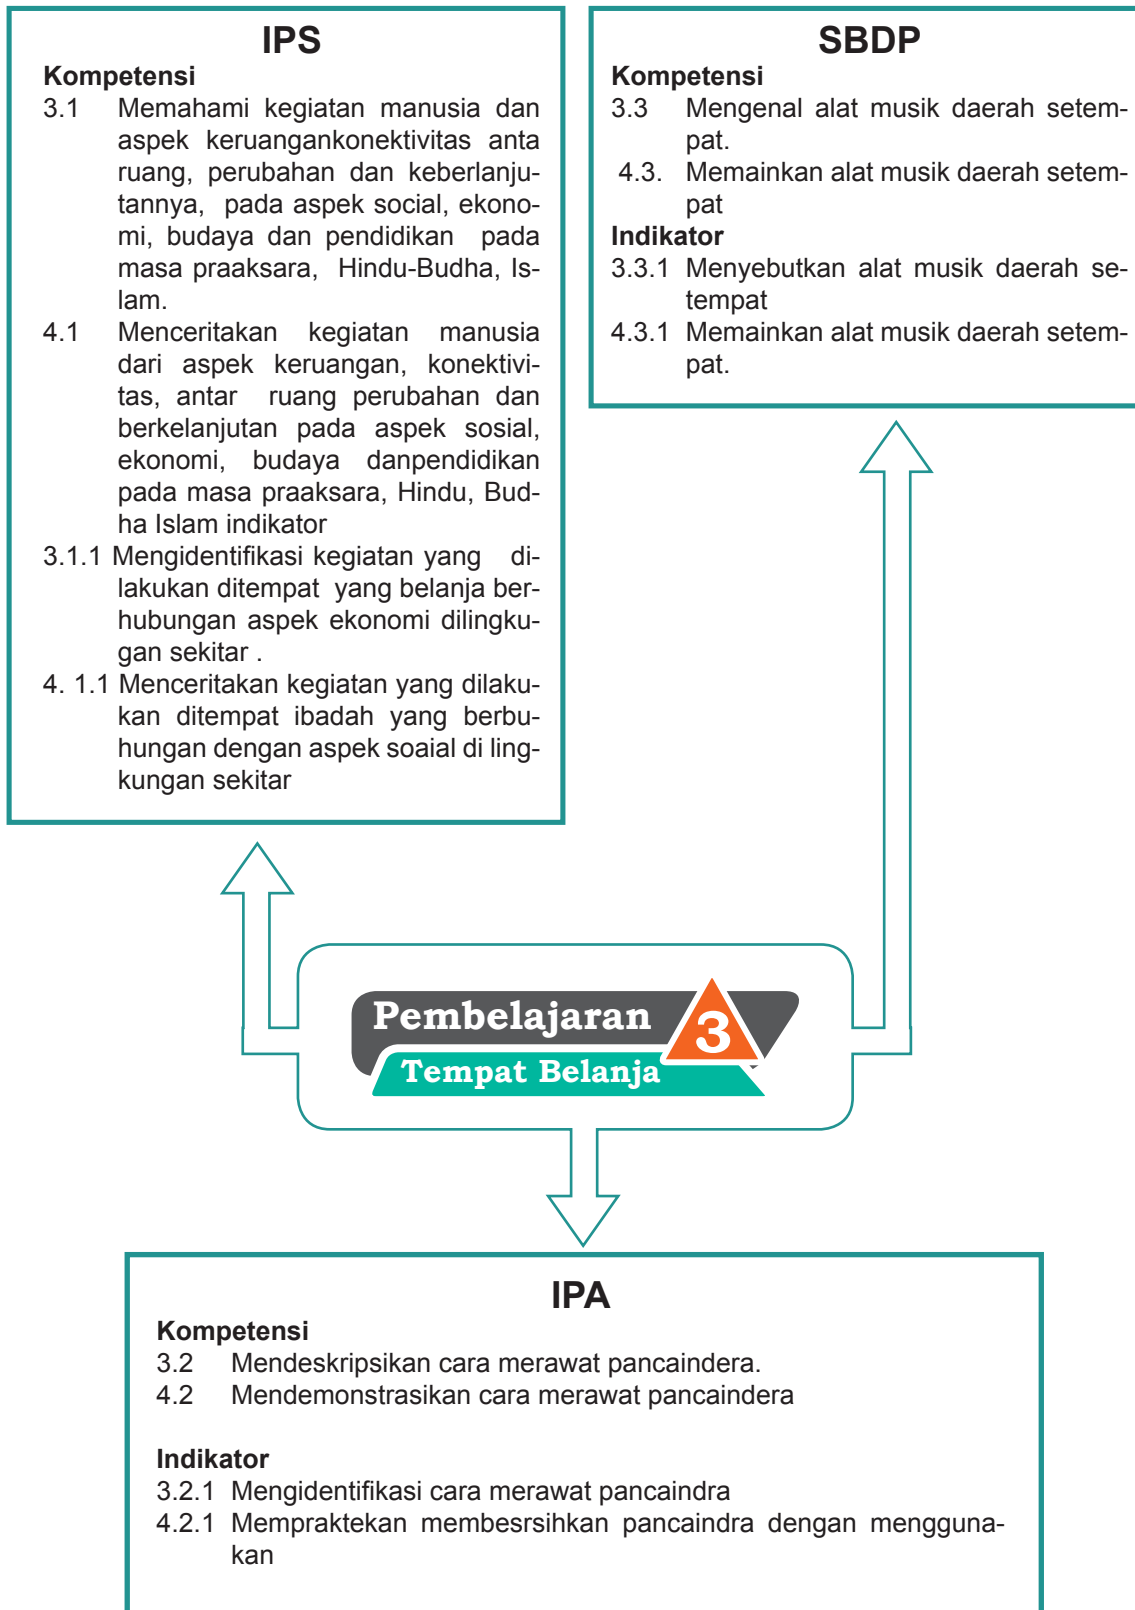 IPS
Kompetensi
3.1 Memahami kegiatan manusia dan
aspek keruangankonektivitas anta
ruang, perubahan dan keberlanju-
tannya, pada aspek social, ekono-
mi, budaya dan pendidikan pada
masa praaksara, Hindu-Budha, Is-
lam.
4.1 Menceritakan kegiatan manusia
dari aspek keruangan, konektivi-
tas, antar ruang perubahan dan
berkelanjutan pada aspek sosial,
ekonomi, budaya danpendidikan
pada masa praaksara, Hindu, Bud-
ha Islam indikator
3.1.1 Mengidentifikasi kegiatan yang di-
lakukan ditempat yang belanja ber-
hubungan aspek ekonomi dilingku-
gan sekitar .
4. 1.1 Menceritakan kegiatan yang dilaku-
kan ditempat ibadah yang berbu-
hungan dengan aspek soaial di ling-
kungan sekitar
SBDP
Kompetensi
3.3 Mengenal alat musik daerah setem-
pat.
4.3. Memainkan alat musik daerah setem-
pat
Indikator
3.3.1 Menyebutkan alat musik daerah se-
tempat
4.3.1 Memainkan alat musik daerah setem-
pat.
Pembelajaran 3
Tempat Belanja
IPA
Kompetensi
3.2 Mendeskripsikan cara merawat pancaindera.
4.2 Mendemonstrasikan cara merawat pancaindera
Indikator
3.2.1 Mengidentifikasi cara merawat pancaindra
4.2.1 Mempraktekan membesrsihkan pancaindra dengan mengguna-
kan